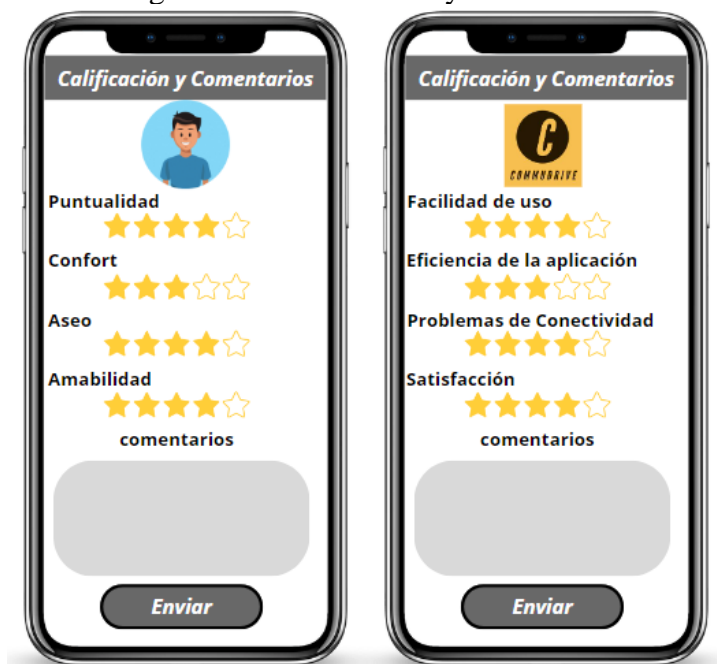 Calificación y Comentarios
Puntualidad
Confort
Aseo
Amabilidad
comentarios
Enviar
Calificación y Comentarios
C
COMMUDRIVE
Facilidad de uso
Eficiencia de la aplicación
Problemas de Conectividad
Satisfacción
comentarios
Enviar